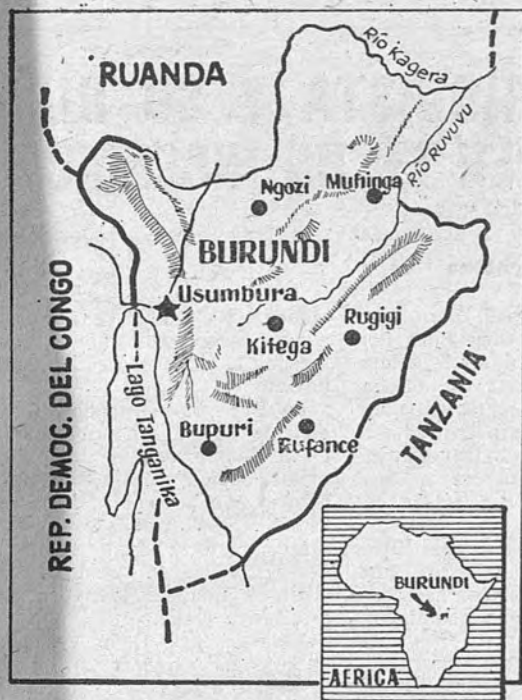 Río Kagera
RUANDA
Río Ruvuvu
Ngozi
Muhinga
BURUNDI
Usumbura
Kitega
Rugigi
REP. DEMOC. DEL CONGO
Lago Tanganika
TANZANIA
Bupuri
Rufance
BURUNDI
AFRICA